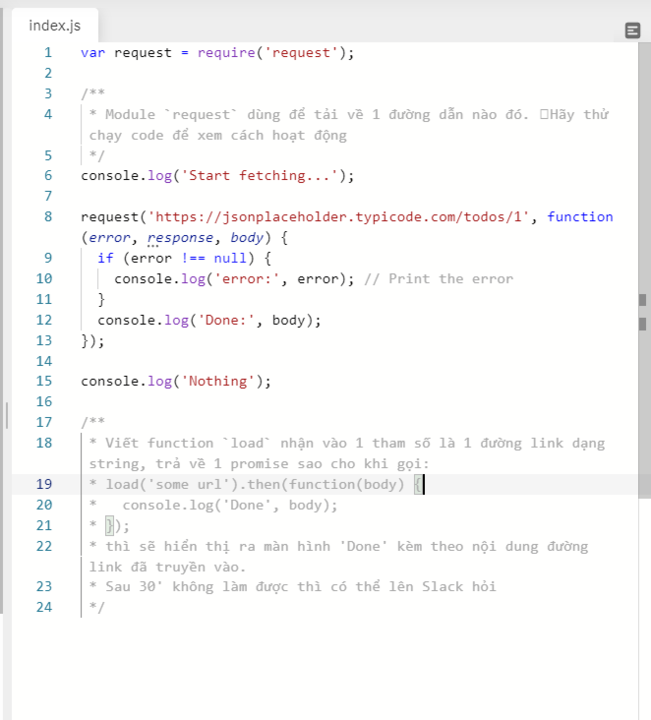 index.js
1 var request = require('request');
2
3 /**
4 * Module `request` dùng để tải về 1 đường dẫn nào đó. Hãy thử
chạy code để xem cách hoạt động
5 */
6 console.log('Start fetching...');
7
8 request('https://jsonplaceholder.typicode.com/todos/1', function
(error, response, body) {
9 if (error !== null) {
10 console.log('error:', error); // Print the error
11 }
12 console.log('Done:', body);
13 });
14
15 console.log('Nothing');
16
17 /**
18 * Viết function `load` nhận vào 1 tham số là 1 đường link dạng
string, trả về 1 promise sao cho khi gọi:
19 * load('some url').then(function(body) {
20 * console.log('Done', body);
21 * });
22 * thì sẽ hiển thị ra màn hình 'Done' kèm theo nội dung đường
link đã truyền vào.
23 * Sau 30' không làm được thì có thể lên Slack hỏi
24 */